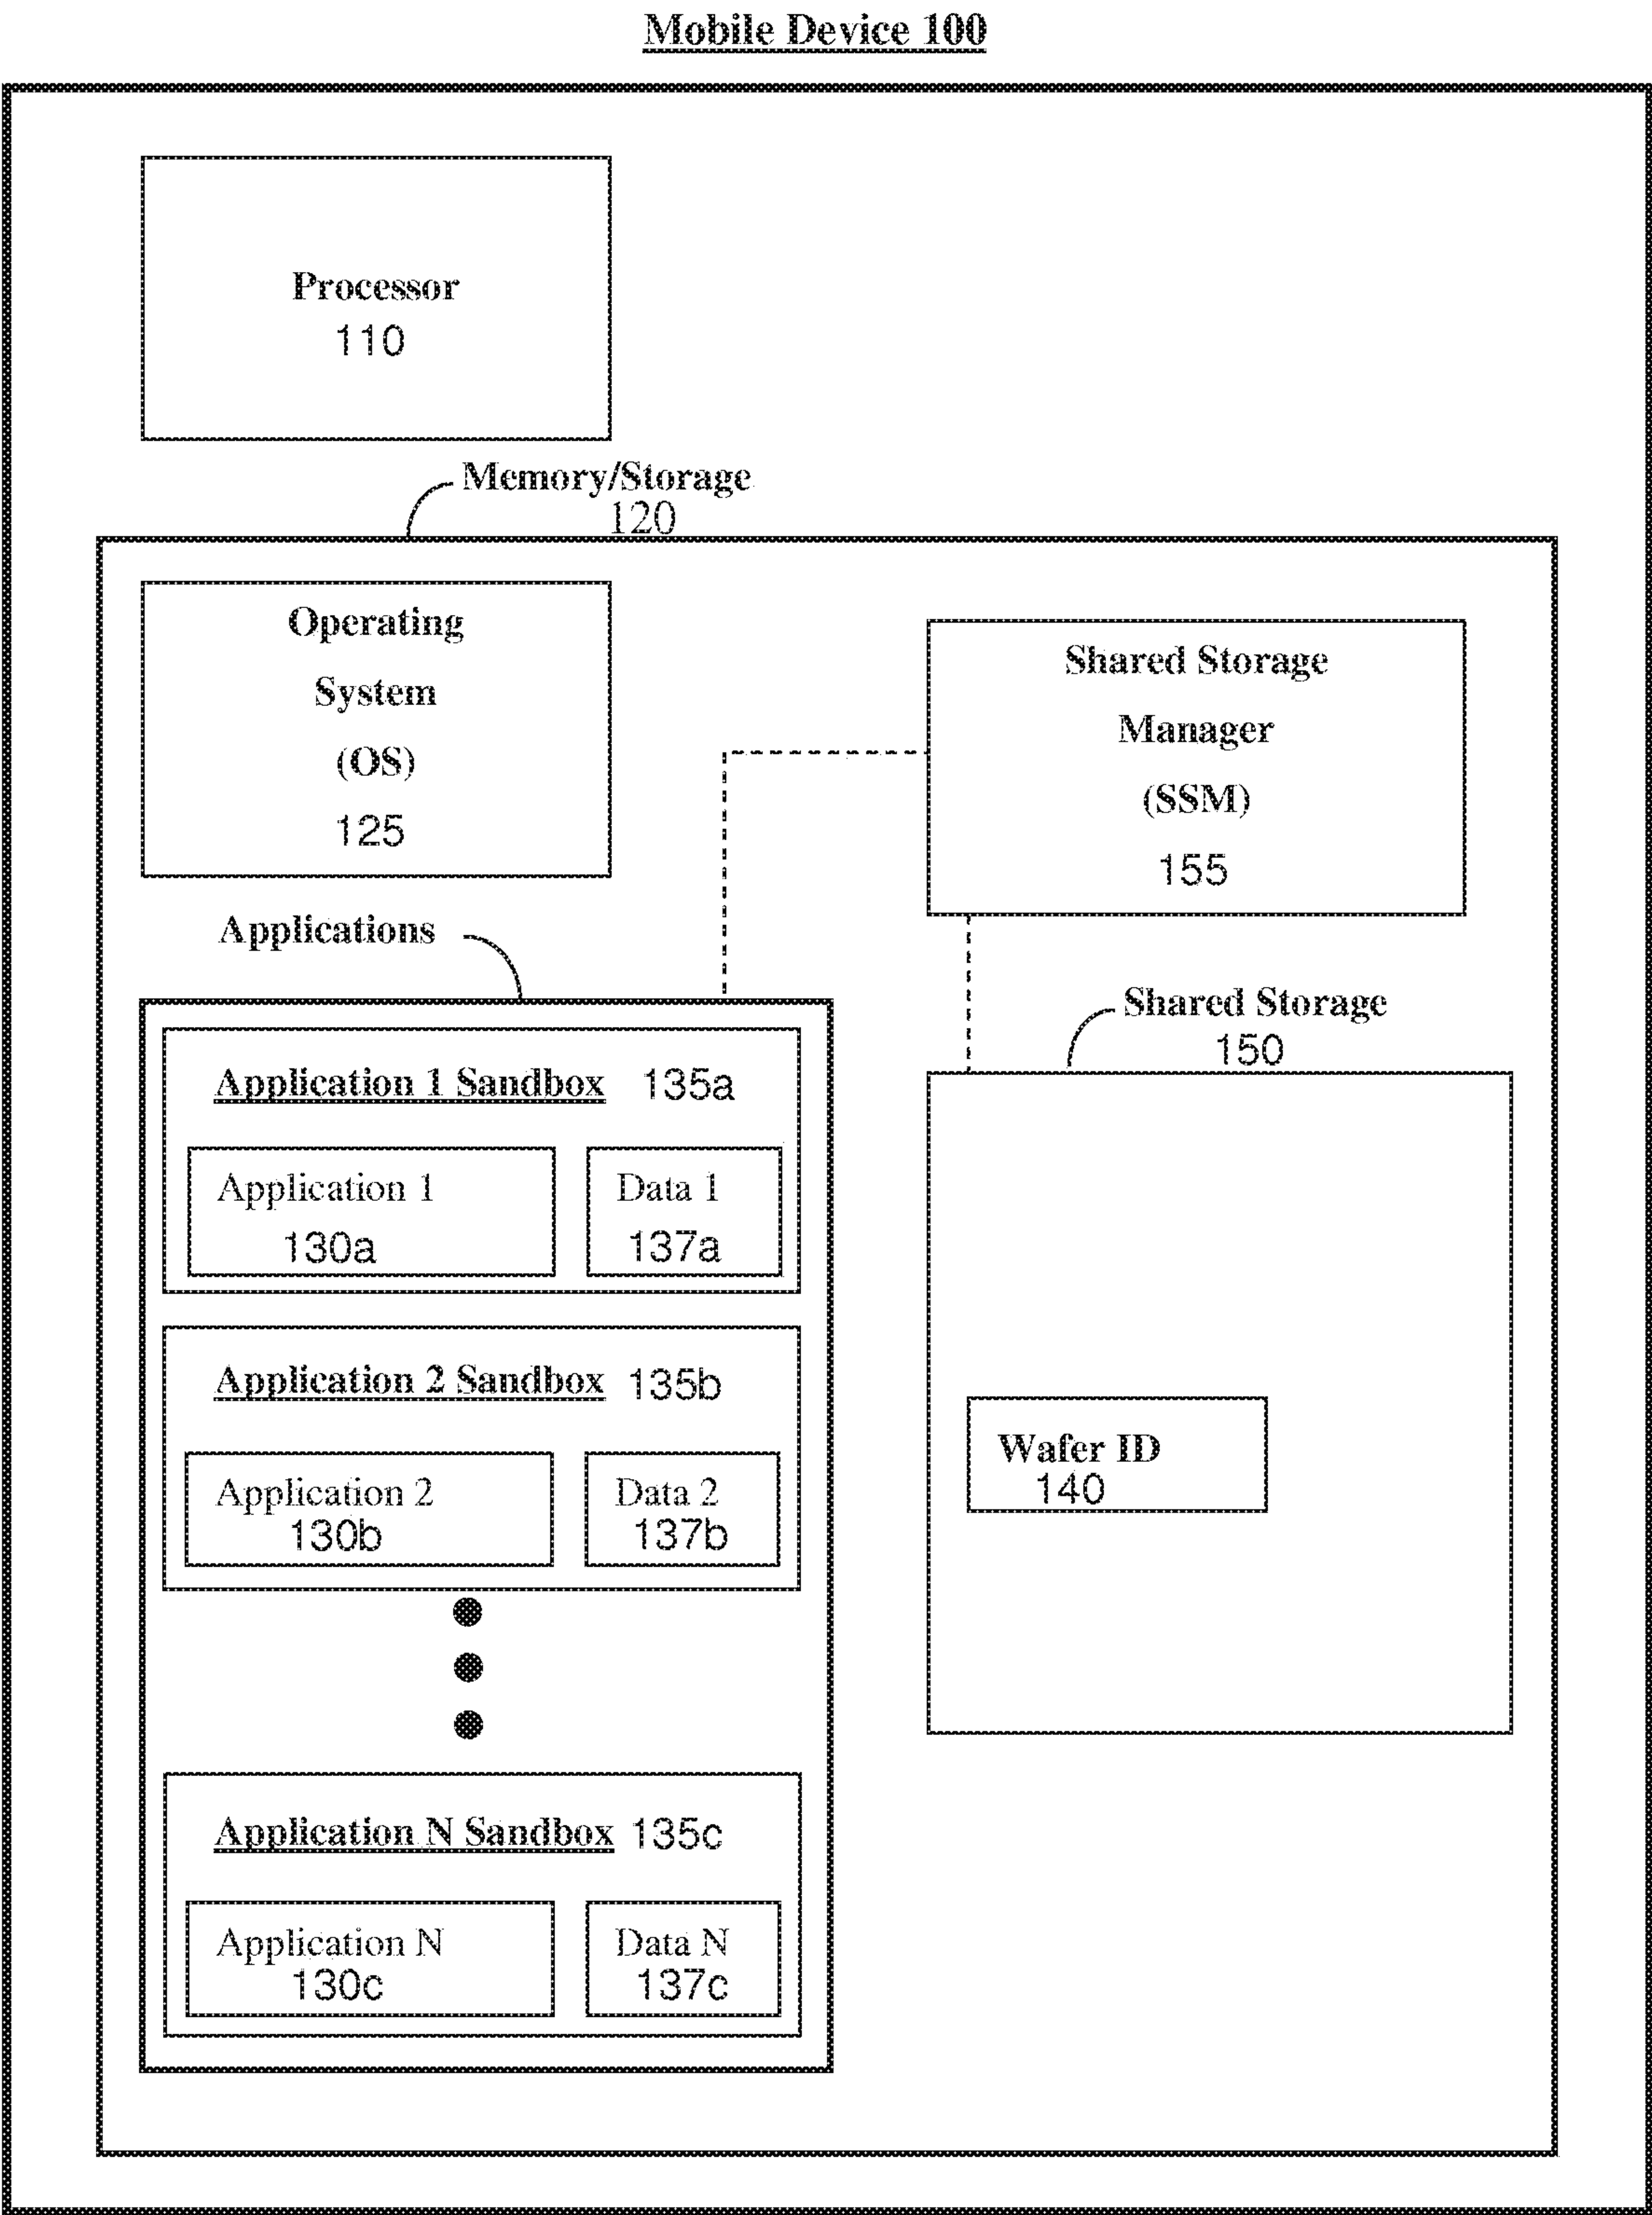 Mobile Device 100
Processor
110
Memory/Storage
120
Operating
System
(OS)
125
Shared Storage
Manager
(SSM)
155
Applications
Shared Storage
150
Application 1 Sandbox 135a
Application 1
130a
Data 1
137a
Application 2 Sandbox 135b
Application 2
130b
Data 2
137b
Wafer ID
140
Application N Sandbox 135c
Application N
130c
Data N
137c